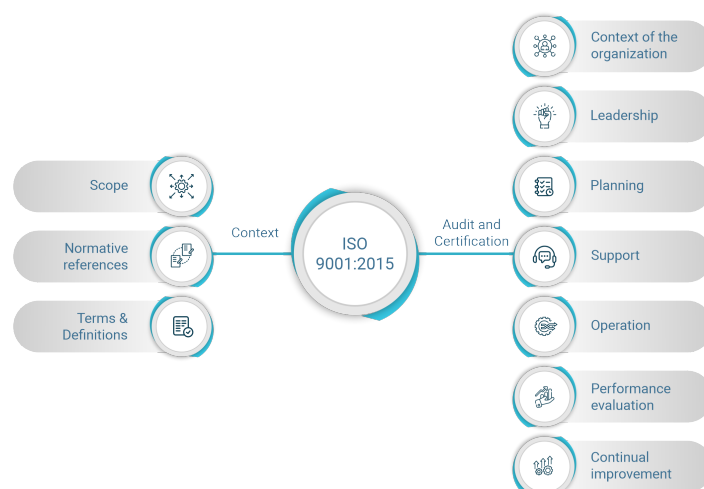 Scope
Normative
references
Terms &
Definitions
Context
ISO
9001:2015
Audit and
Certification
Context of the
organization
Leadership
Planning
Support
Operation
Performance
evaluation
Continual
improvement